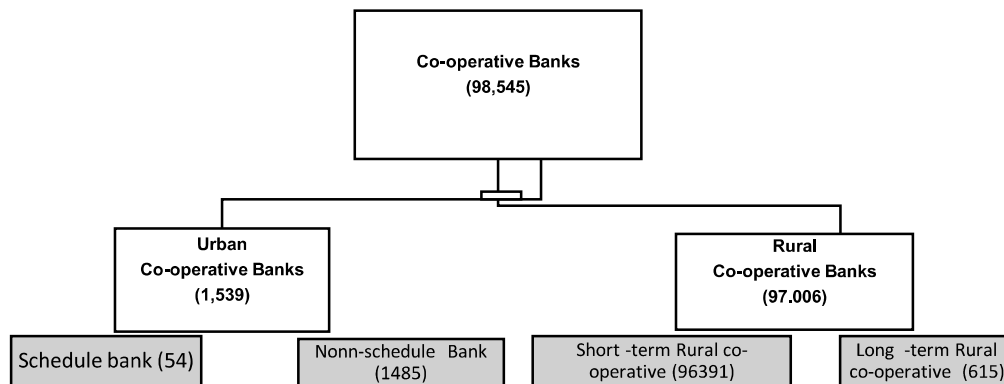 Co-operative Banks
(98,545)
Urban
Co-operative Banks
(1,539)
Rural
Co-operative Banks
(97.006)
Schedule bank (54)
Nonn-schedule Bank
(1485)
Short -term Rural co-
operative (96391)
Long -term Rural
co-operative (615)